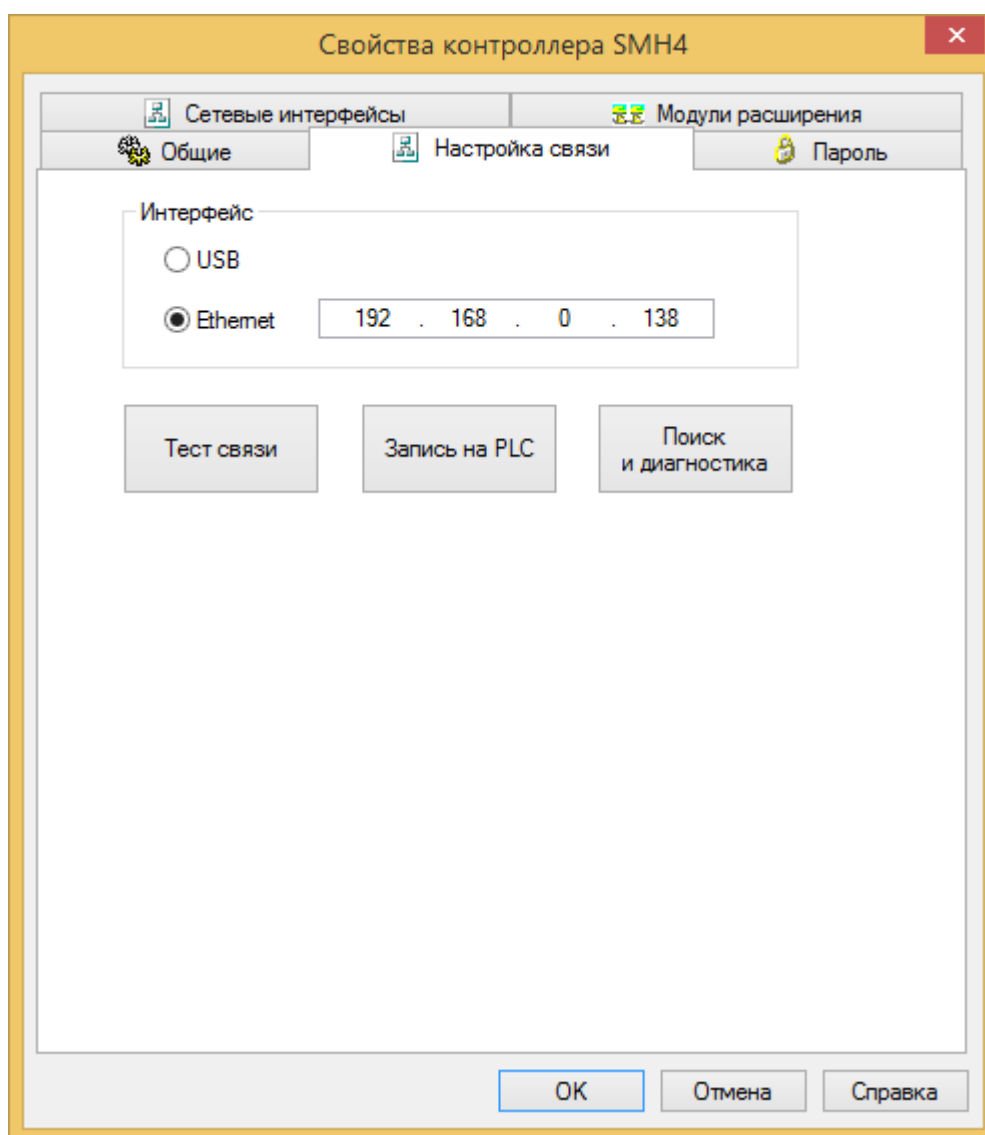 Свойства контроллера SMH4
Сетевые интерфейсы
Модули расширения
Общие
Настройка связи
Пароль
Интерфейс
USB
Ethernet 192 . 168 . 0 . 138
Тест связи
Запись на PLC
Поиск
и диагностика
OK
Отмена
Справка